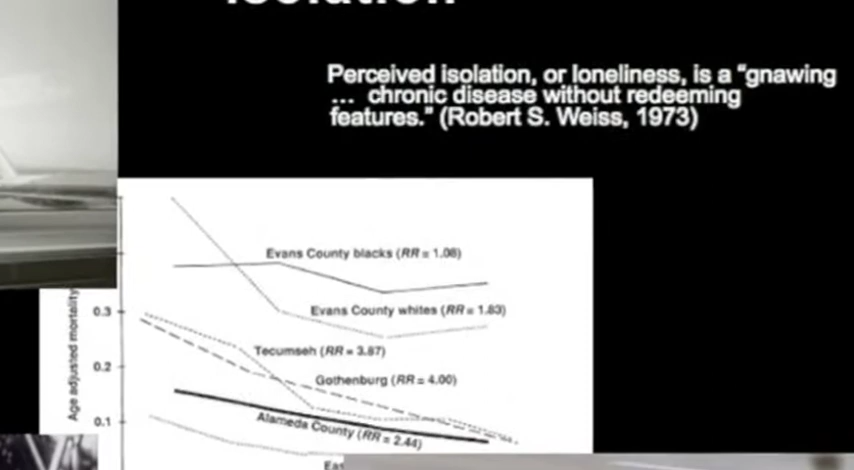 Isolation
Perceived isolation, or loneliness, is a “gnawing
... chronic disease without redeeming
features.” (Robert S. Weiss, 1973)
Evans County blacks (RR = 1.08)
Evans County whites (RR = 1.83)
0.3
Tecumseh (RR = 3.87)
0.2
Gothenburg (RR = 4.00)
Age adjusted mortality
0.1
Alameda County (RR = 2.44)